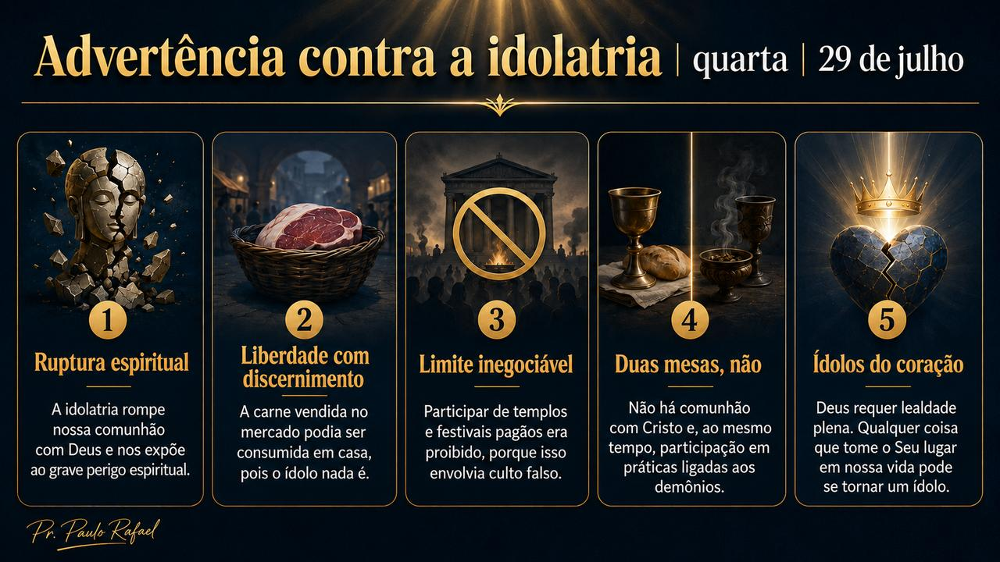 Advertência contra a idolatria | quarta | 29 de julho
1
Ruptura espiritual
A idolatria rompe
nossa comunhão
com Deus e nos expõe
ao grave perigo espiritual.
2
Liberdade com
discernimento
A carne vendida no
mercado podia ser
consumida em casa,
pois o ídolo nada é.
3
Limite inegociável
Participar de templos
e festivais pagãos era
proibido, porque isso
envolvia culto falso.
4
Duas mesas, não
Não há comunhão
com Cristo e, ao mesmo
tempo, participação em
práticas ligadas aos
demônios.
5
Ídolos do coração
Deus requer lealdade
plena. Qualquer coisa
que tome o Seu lugar
em nossa vida pode
se tornar um ídolo.
Pr. Paulo Rafael